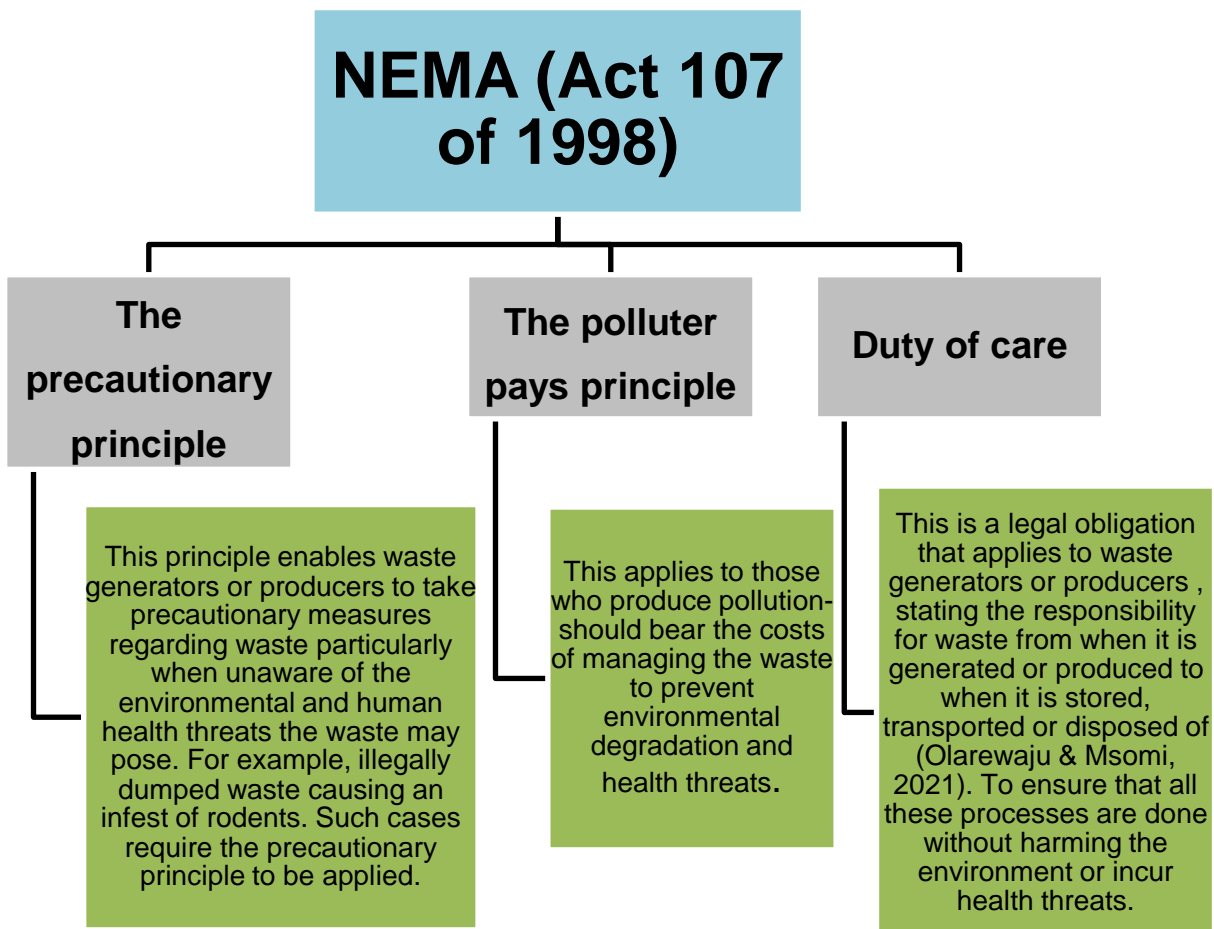 NEMA (Act 107
of 1998)
The
precautionary
principle
This principle enables waste
generators or producers to take
precautionary measures
regarding waste particularly
when unaware of the
environmental and human
health threats the waste may
pose. For example, illegally
dumped waste causing an
infest of rodents. Such cases
require the precautionary
principle to be applied.
The polluter
pays principle
This applies to those
who produce pollution-
should bear the costs
of managing the waste
to prevent
environmental
degradation and
health threats.
Duty of care
This is a legal obligation
that applies to waste
generators or producers ,
stating the responsibility
for waste from when it is
generated or produced to
when it is stored,
transported or disposed of
(Olarewaju & Msomi,
2021). To ensure that all
these processes are done
without harming the
environment or incur
health threats.